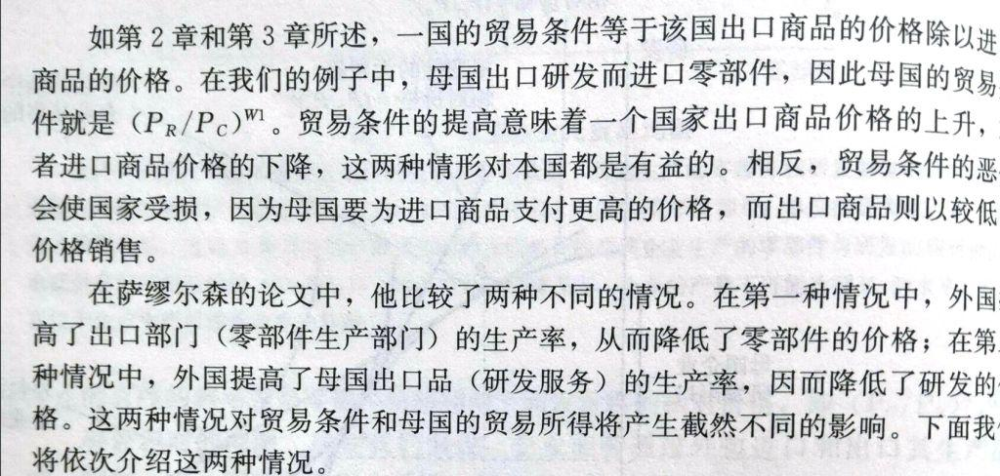 如第 2 章和第 3 章所述，一国的贸易条件等于该国出口商品的价格除以进
商品的价格。在我们的例子中，母国出口研发而进口零部件，因此母国的贸易
件就是（P_R/P_C）^W1。贸易条件的提高意味着一个国家出口商品价格的上升，
者进口商品价格的下降，这两种情形对本国都是有益的。相反，贸易条件的恶
会使国家受损，因为母国要为进口商品支付更高的价格，而出口商品则以较低
价格销售。
在萨缪尔森的论文中，他比较了两种不同的情况。在第一种情况中，外国
高了出口部门（零部件生产部门）的生产率，从而降低了零部件的价格；在第
种情况中，外国提高了母国出口品（研发服务）的生产率，因而降低了研发的
格。这两种情况对贸易条件和母国的贸易所得将产生截然不同的影响。下面我
将依次介绍这两种情况。